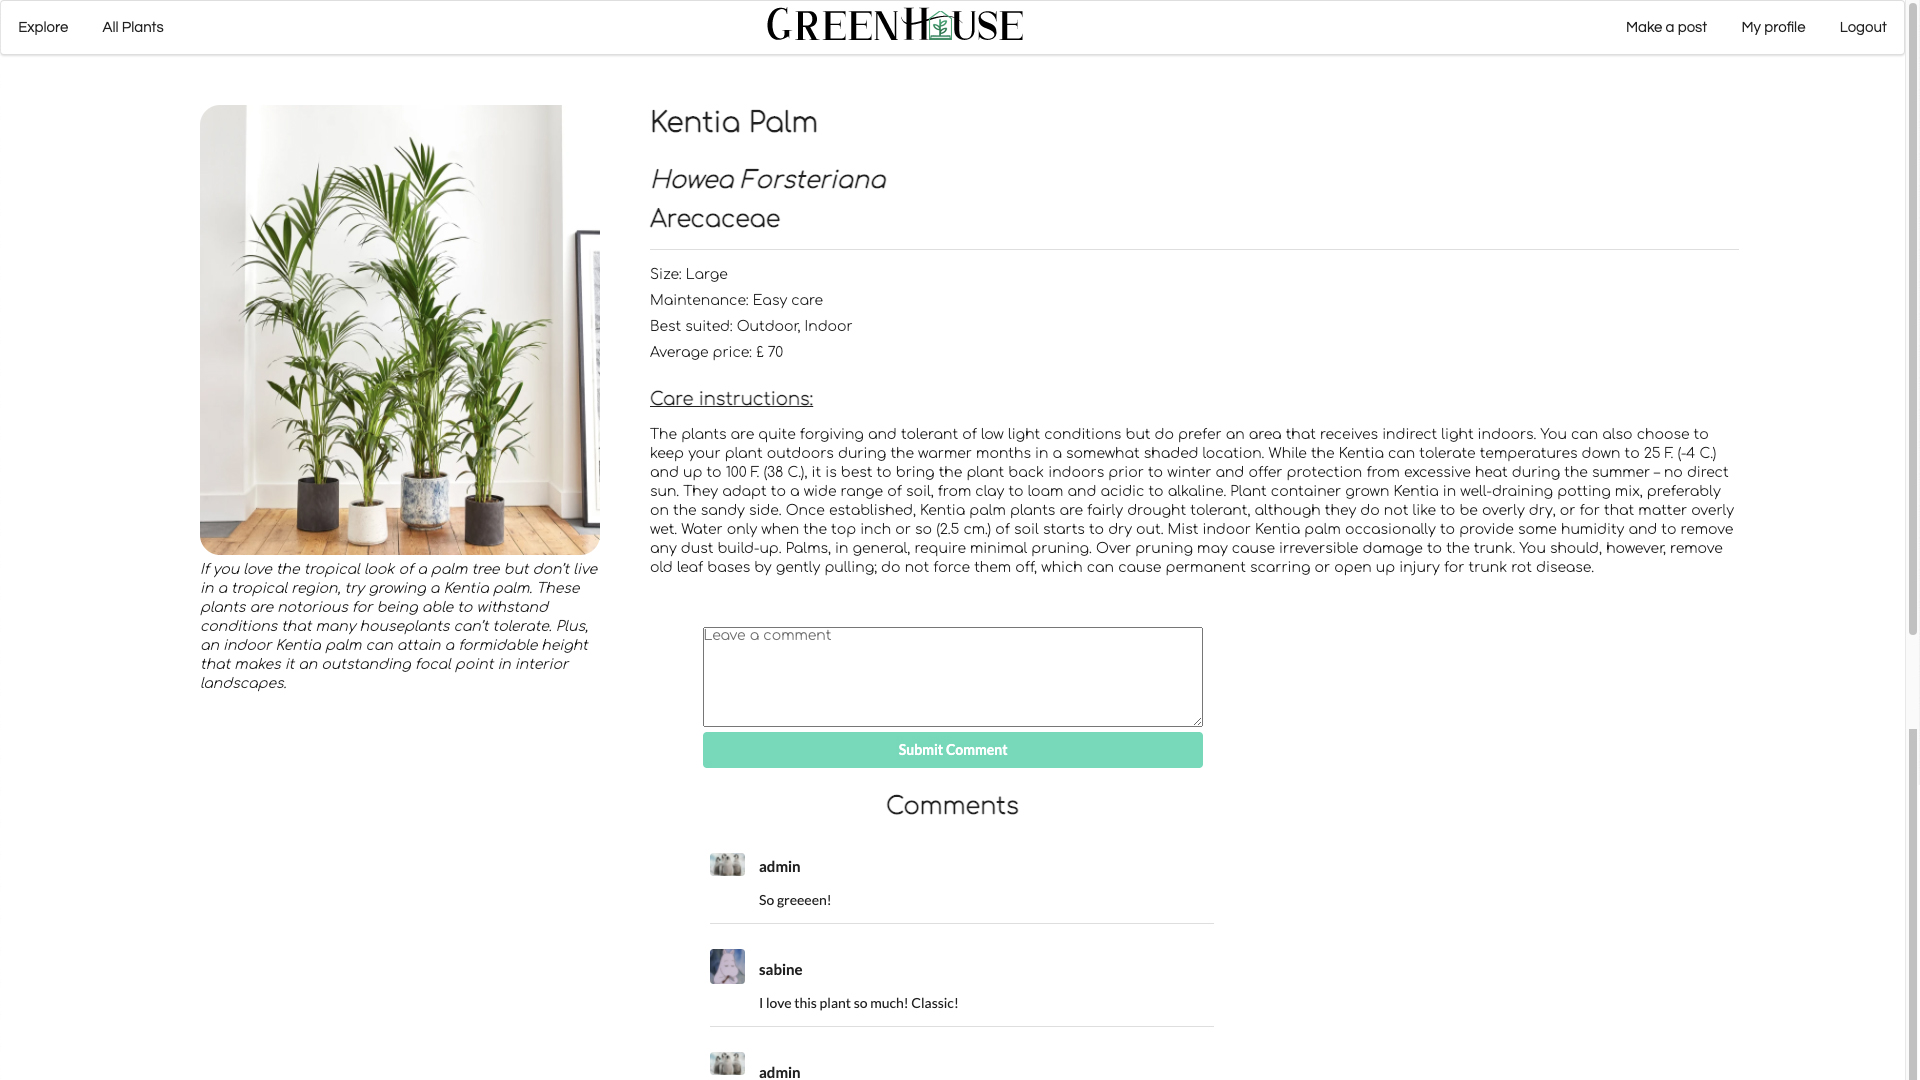 Explore
All Plants
GREENHOUSE
Make a post
My profile
Logout
Kentia Palm
Howea Forsteriana
Arecaceae
Size: Large
Maintenance: Easy care
Best suited: Outdoor, Indoor
Average price: £ 70
Care instructions:
The plants are quite forgiving and tolerant of low light conditions but do prefer an area that receives indirect light indoors. You can also choose to
keep your plant outdoors during the warmer months in a somewhat shaded location. While the Kentia can tolerate temperatures down to 25 F. (-4 C.)
and up to 100 F. (38 C.), it is best to bring the plant back indoors prior to winter and offer protection from excessive heat during the summer – no direct
sun. They adapt to a wide range of soil, from clay to loam and acidic to alkaline. Plant container grown Kentia in well-draining potting mix, preferably
on the sandy side. Once established, Kentia palm plants are fairly drought tolerant, although they do not like to be overly dry, or for that matter overly
wet. Water only when the top inch or so (2.5 cm.) of soil starts to dry out. Mist indoor Kentia palm occasionally to provide some humidity and to remove
any dust build-up. Palms, in general, require minimal pruning. Over pruning may cause irreversible damage to the trunk. You should, however, remove
old leaf bases by gently pulling; do not force them off, which can cause permanent scarring or open up injury for trunk rot disease.
If you love the tropical look of a palm tree but don't live
in a tropical region, try growing a Kentia palm. These
plants are notorious for being able to withstand
conditions that many houseplants can't tolerate. Plus,
an indoor Kentia palm can attain a formidable height
that makes it an outstanding focal point in interior
landscapes.
Leave a comment
Submit Comment
Comments
admin
So greeeen!
sabine
I love this plant so much! Classic!
admin